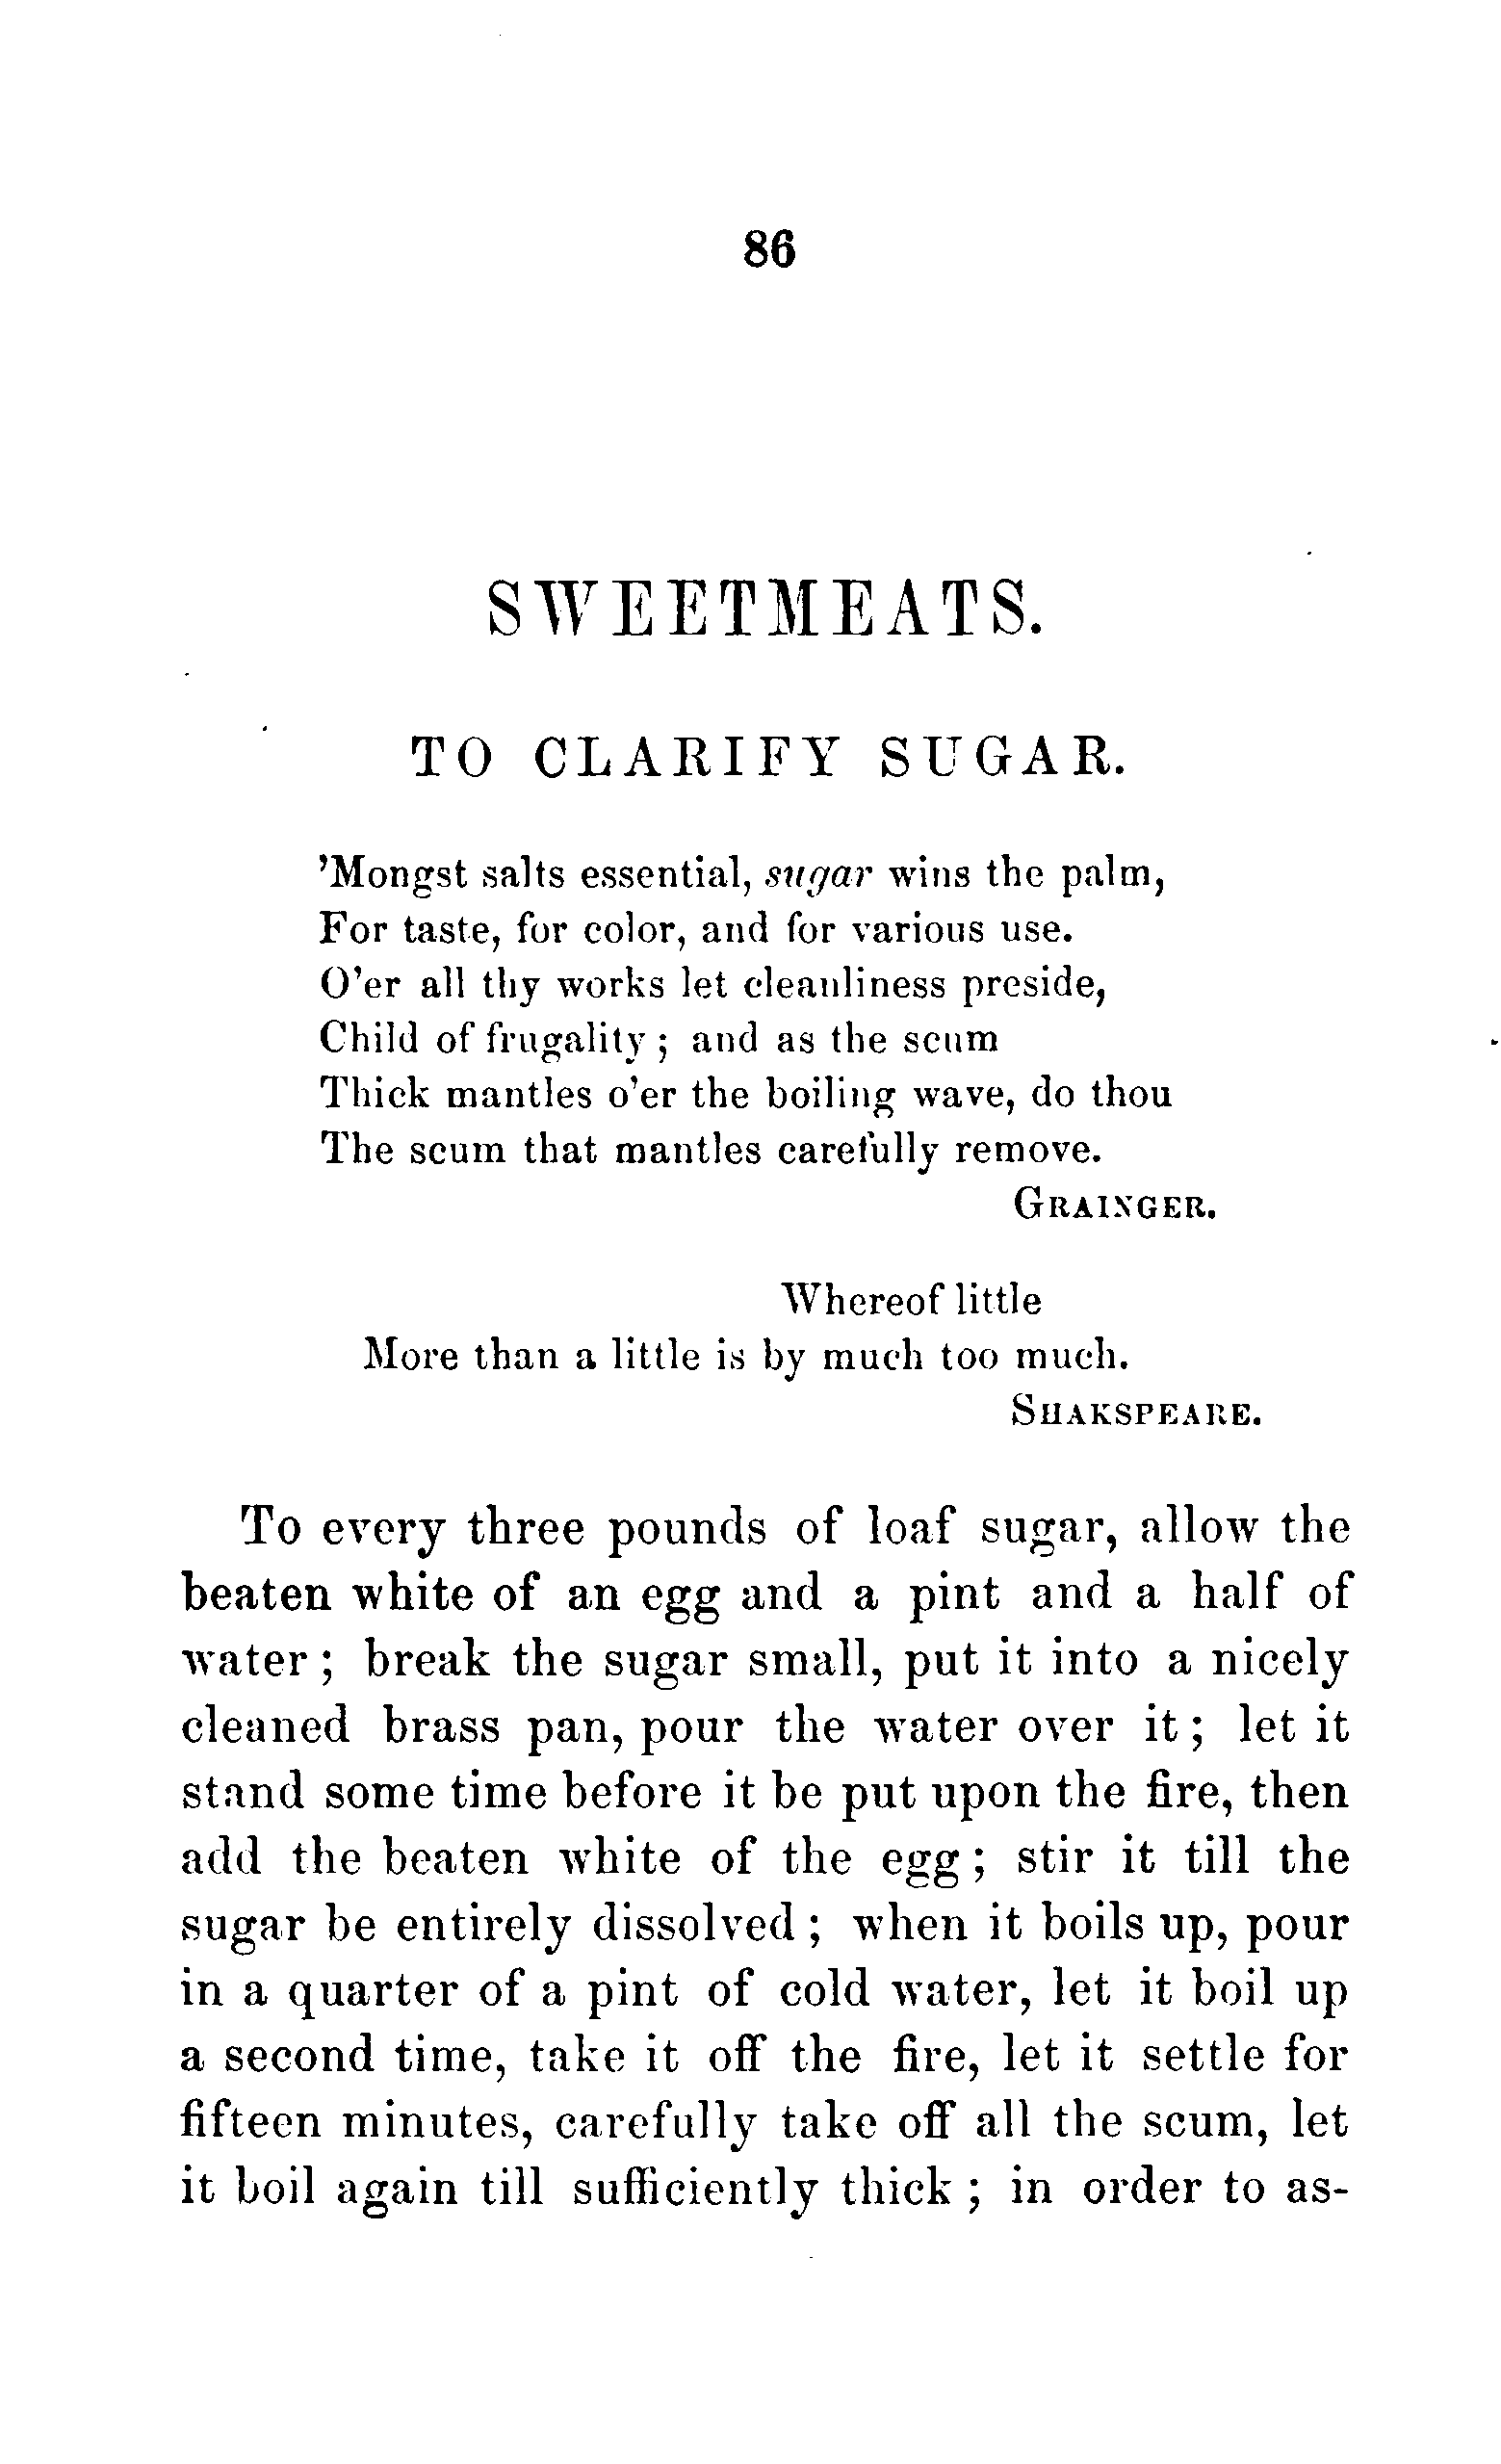 86
SWEETMEATS.
TO CLARIFY SUGAR.
'Mongst salts essential, sugar wins the palm,
For taste, for color, and for various use.
O'er all thy works let cleanliness preside,
Child of frugality ; and as the scum
Thick mantles o'er the boiling wave, do thou
The scum that mantles carefully remove.
GRAINGER.
Whereof little
More than a little is by much too much.
SHAKSPEARE.
To every three pounds of loaf sugar, allow the
beaten white of an egg and a pint and a half of
water ; break the sugar small, put it into a nicely
cleaned brass pan, pour the water over it ; let it
stand some time before it be put upon the fire, then
add the beaten white of the egg ; stir it till the
sugar be entirely dissolved ; when it boils up, pour
in a quarter of a pint of cold water, let it boil up
a second time, take it off the fire, let it settle for
fifteen minutes, carefully take off all the scum, let
it boil again till sufficiently thick ; in order to as-